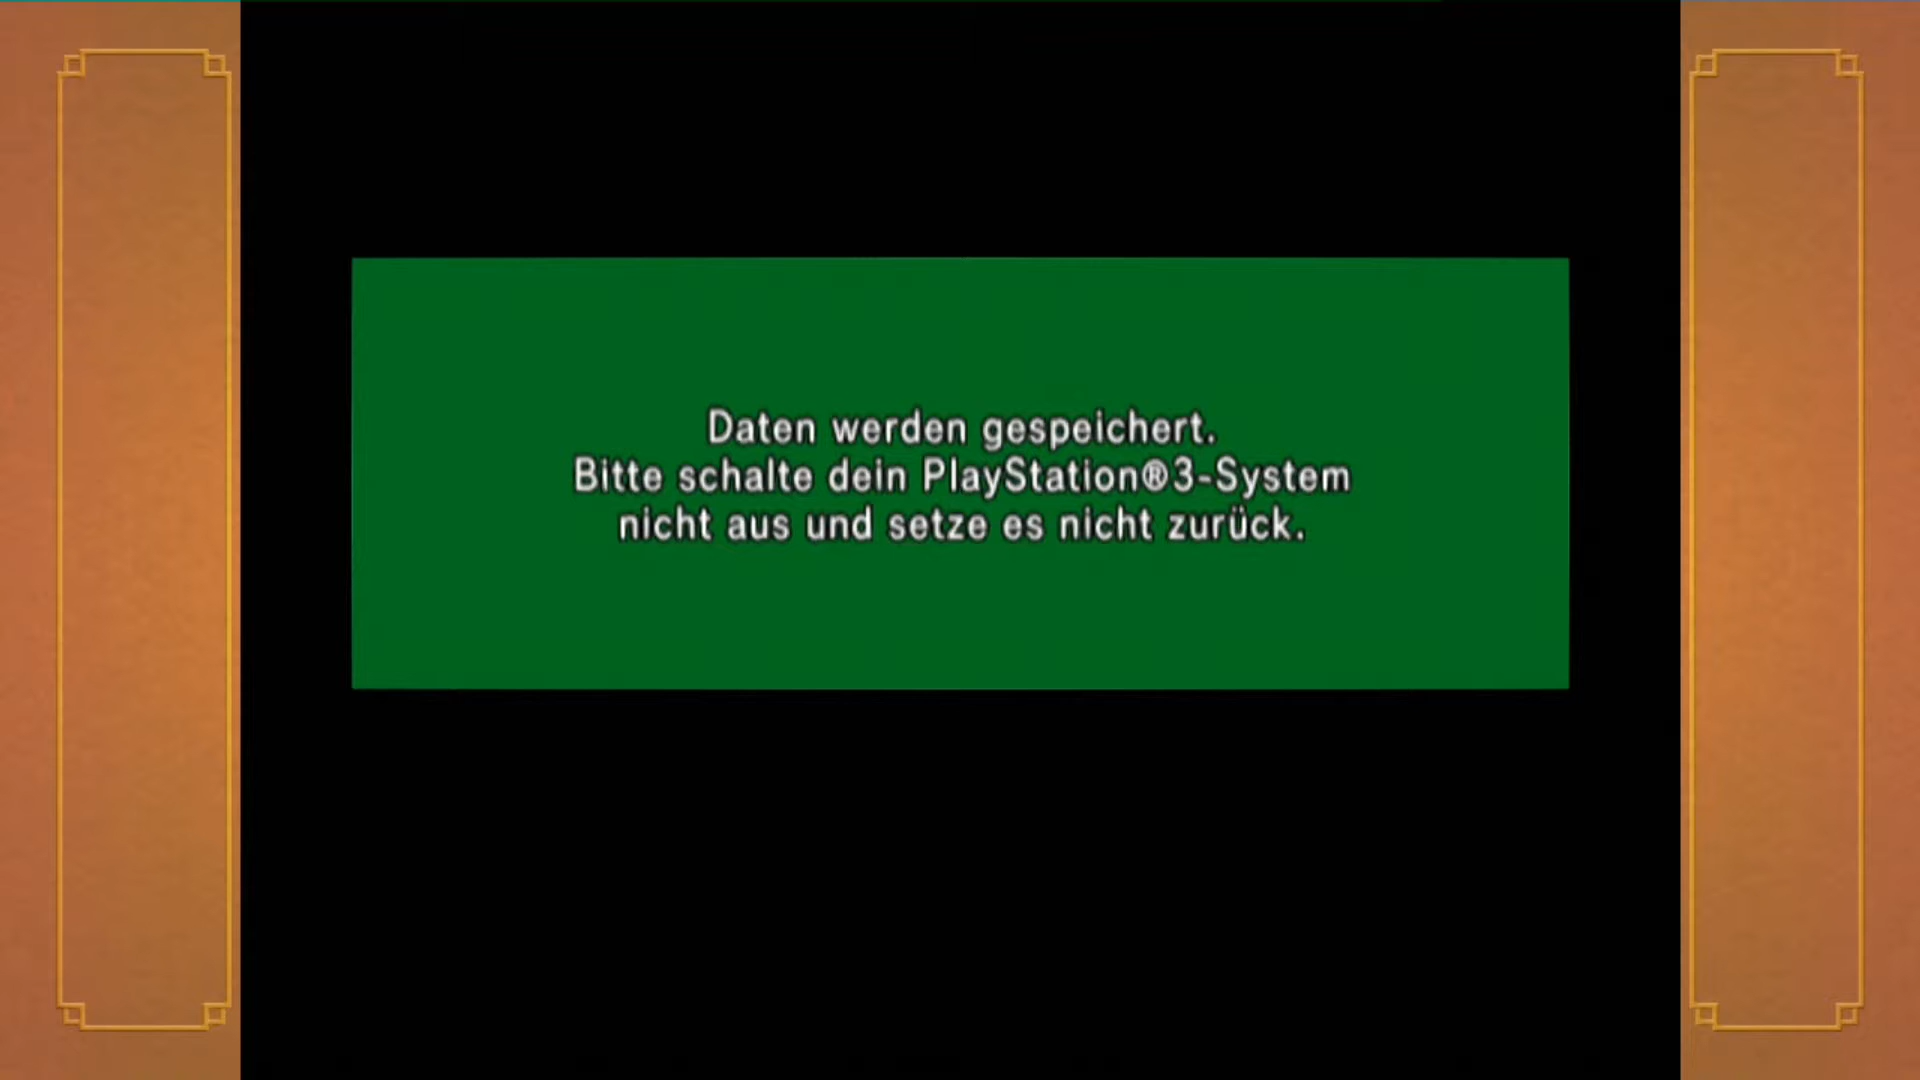 Daten werden gespeichert.
Bitte schalte dein PlayStation®3-System
nicht aus und setze es nicht zurück.